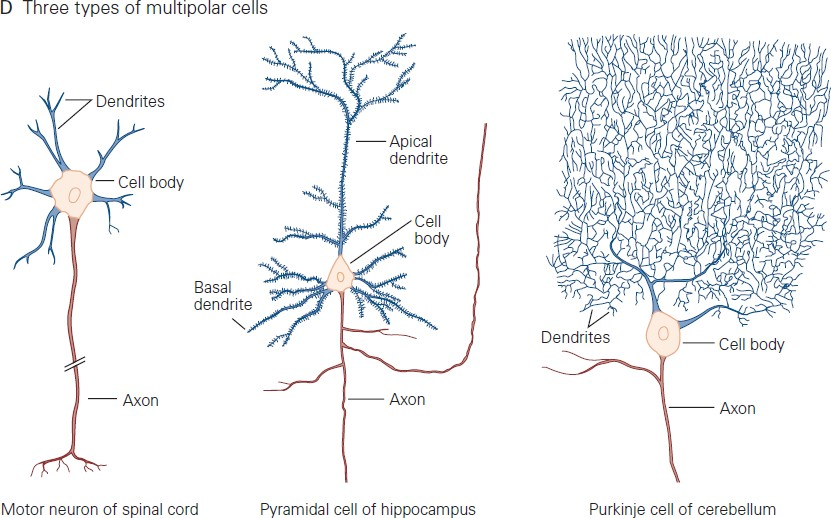 D Three types of multipolar cells
Dendrites
Cell body
Axon
Motor neuron of spinal cord
Apical
dendrite
Cell
body
Basal
dendrite
Axon
Pyramidal cell of hippocampus
Dendrites
Cell body
Axon
Purkinje cell of cerebellum